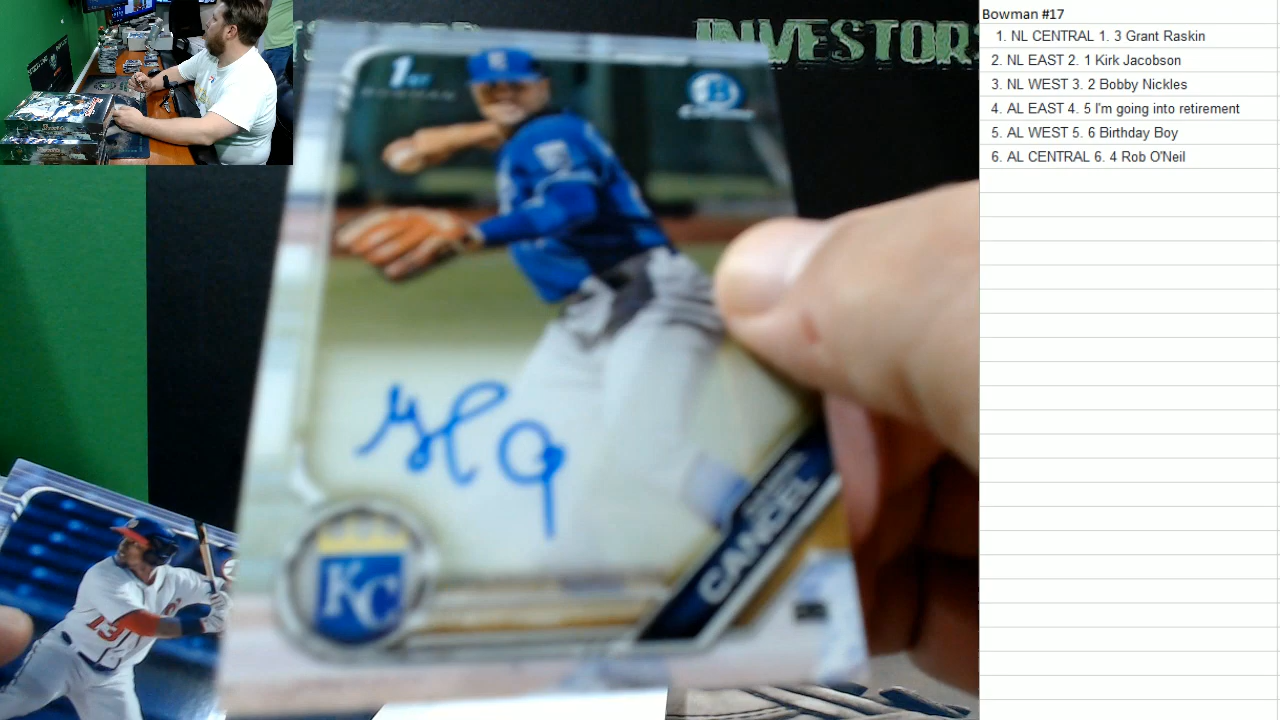 INVESTORS
1ST
BOWMAN
B
KC
CANCEL
13
Bowman #17
1. NL CENTRAL 1. 3 Grant Raskin
2. NL EAST 2. 1 Kirk Jacobson
3. NL WEST 3. 2 Bobby Nickles
4. AL EAST 4. 5 I'm going into retirement
5. AL WEST 5. 6 Birthday Boy
6. AL CENTRAL 6. 4 Rob O'Neil